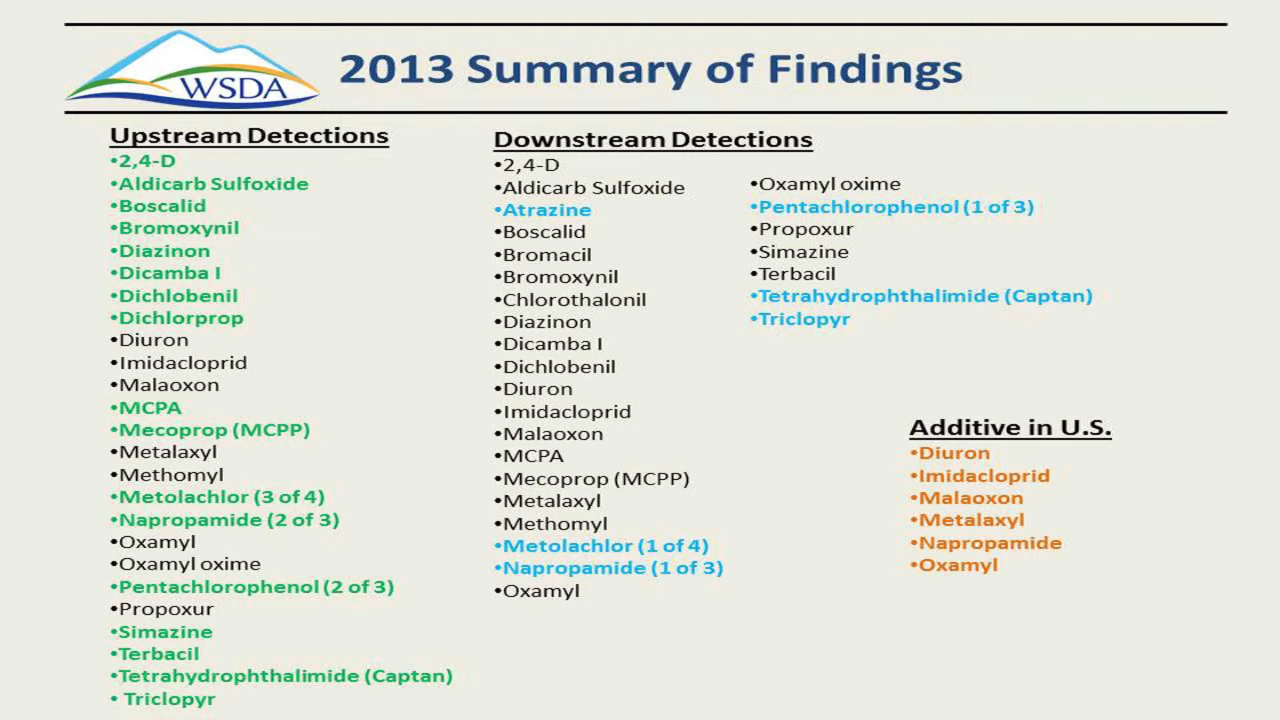 WSDA
2013 Summary of Findings
Upstream Detections
•2,4-D
•Aldicarb Sulfoxide
•Boscalid
•Bromoxynil
•Diazinon
•Dicamba I
•Dichlobenil
•Dichlorprop
•Diuron
•Imidacloprid
•Malaoxon
•MCPA
•Mecoprop (MCPP)
•Metalaxyl
•Methomyl
•Metolachlor (3 of 4)
•Napropamide (2 of 3)
•Oxamyl
•Oxamyl oxime
•Pentachlorophenol (2 of 3)
•Propoxur
•Simazine
•Terbacil
•Tetrahydrophthalimide (Captan)
• Triclopyr
Downstream Detections
•2,4-D
•Aldicarb Sulfoxide
•Atrazine
•Boscalid
•Bromacil
•Bromoxynil
•Chlorothalonil
•Diazinon
•Dicamba I
•Dichlobenil
•Diuron
•Imidacloprid
•Malaoxon
•MCPA
•Mecoprop (MCPP)
•Metalaxyl
•Methomyl
•Metolachlor (1 of 4)
•Napropamide (1 of 3)
•Oxamyl
•Oxamyl oxime
•Pentachlorophenol (1 of 3)
•Propoxur
•Simazine
•Terbacil
•Tetrahydrophthalimide (Captan)
•Triclopyr
Additive in U.S.
•Diuron
•Imidacloprid
•Malaoxon
•Metalaxyl
•Napropamide
•Oxamyl